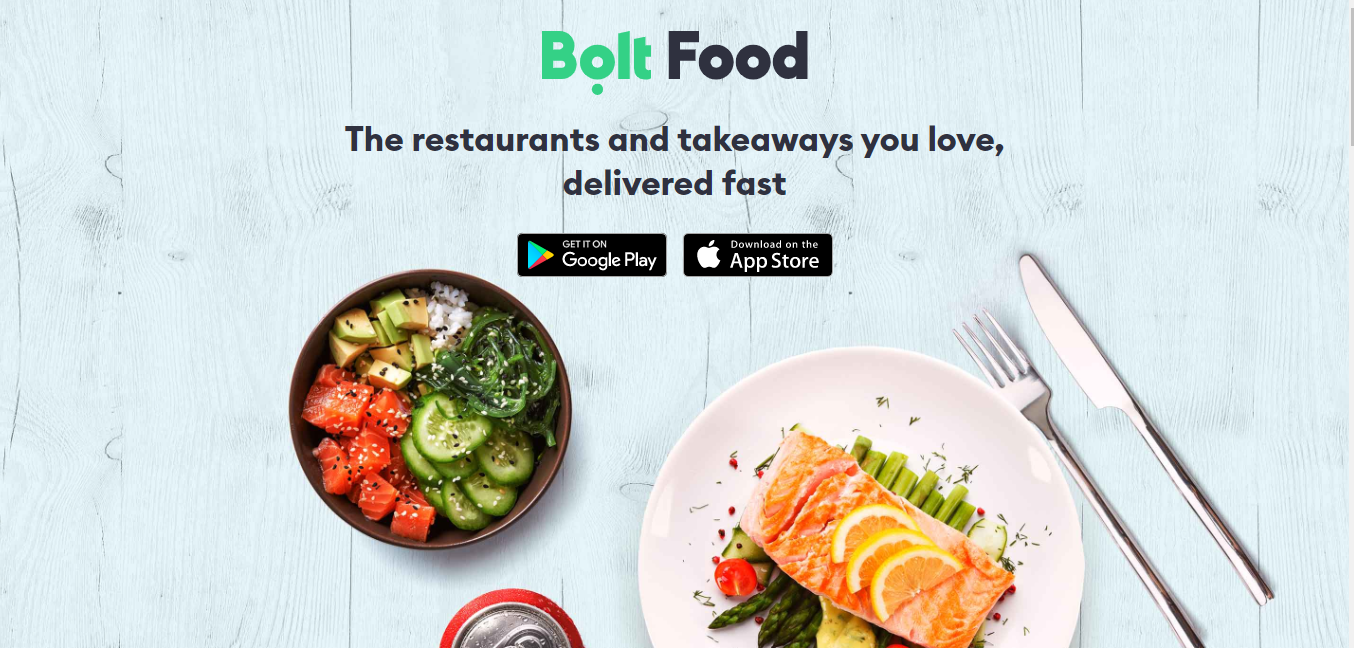 Bolt Food
The restaurants and takeaways you love,
delivered fast
GET IT ON
Google Play
Download on the
App Store